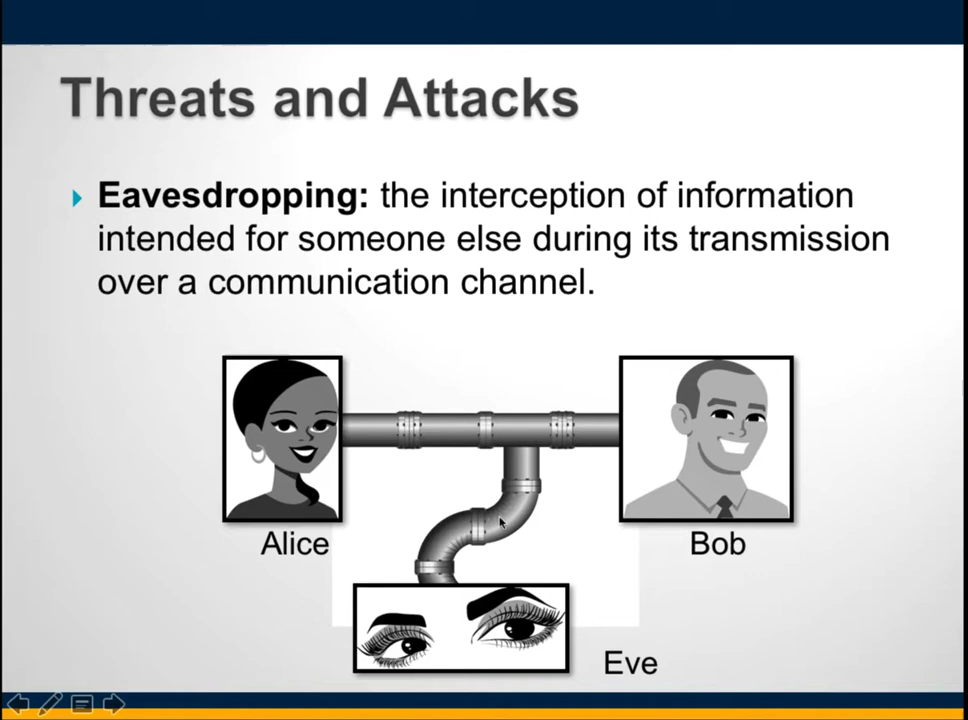 Threats and Attacks
Eavesdropping: the interception of information
intended for someone else during its transmission
over a communication channel.
Alice
Bob
Eve